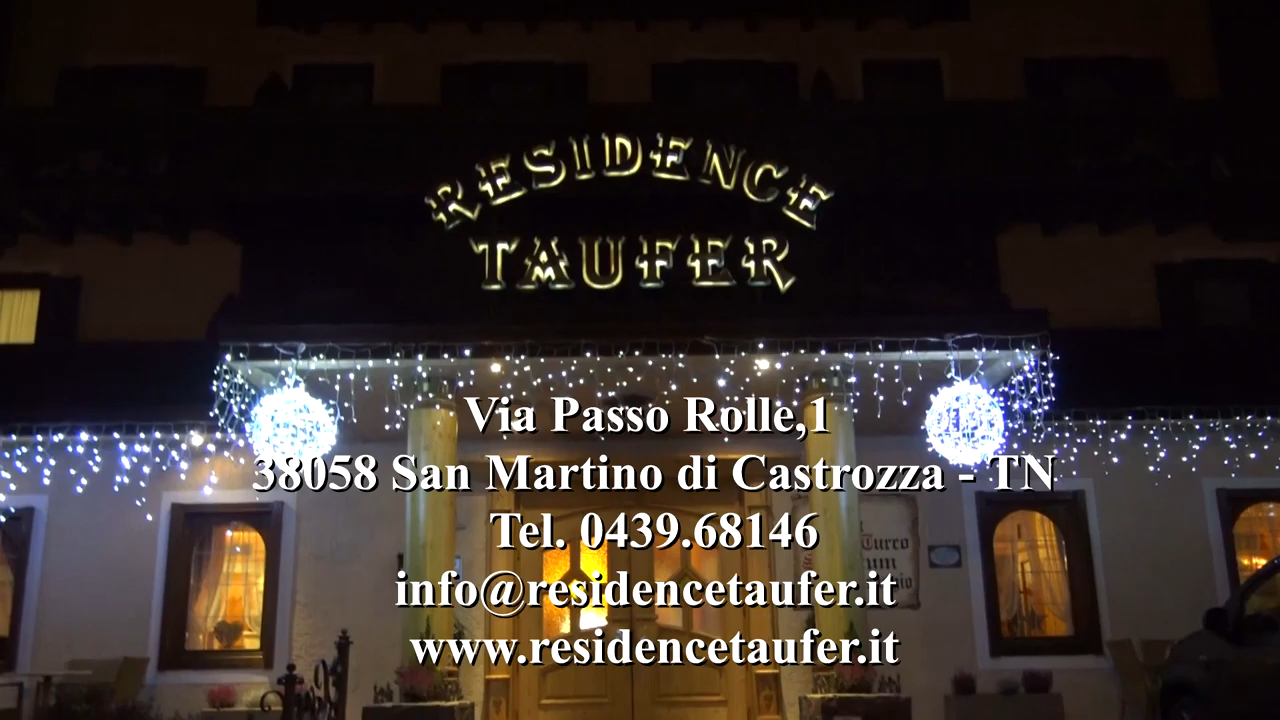 RESIDENCE
TAUFER
Via Passo Rolle,1
38058 San Martino di Castrozza - TN
Tel. 0439.68146
Turco
info@residencetaufer.it
www.residencetaufer.it